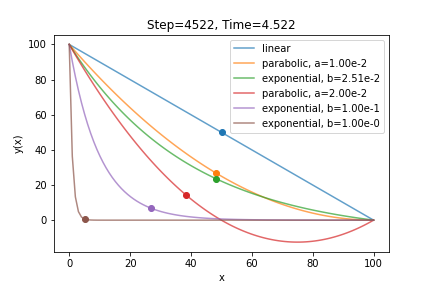 Step=4522, Time=4.522
linear
parabolic, a=1.00e-2
exponential, b=2.51e-2
parabolic, a=2.00e-2
exponential, b=1.00e-1
exponential, b=1.00e-0
y(x)
100
80
60
40
20
0
0 20 40 60 80 100
x